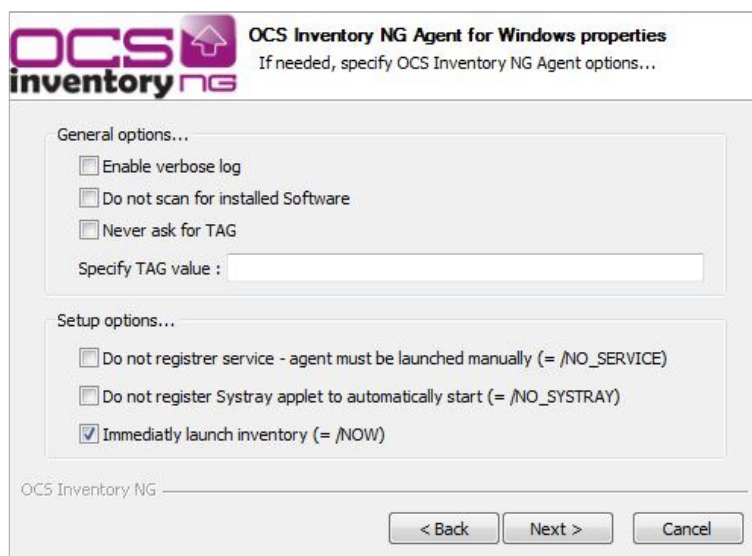 OCS
inventory NG
OCS Inventory NG Agent for Windows properties
If needed, specify OCS Inventory NG Agent options...
General options...
Enable verbose log
Do not scan for installed Software
Never ask for TAG
Specify TAG value :
Setup options...
Do not registrer service - agent must be launched manually (= /NO_SERVICE)
Do not register Systray applet to automatically start (= /NO_SYSTRAY)
Immediatly launch inventory (= /NOW)
OCS Inventory NG
< Back Next > Cancel